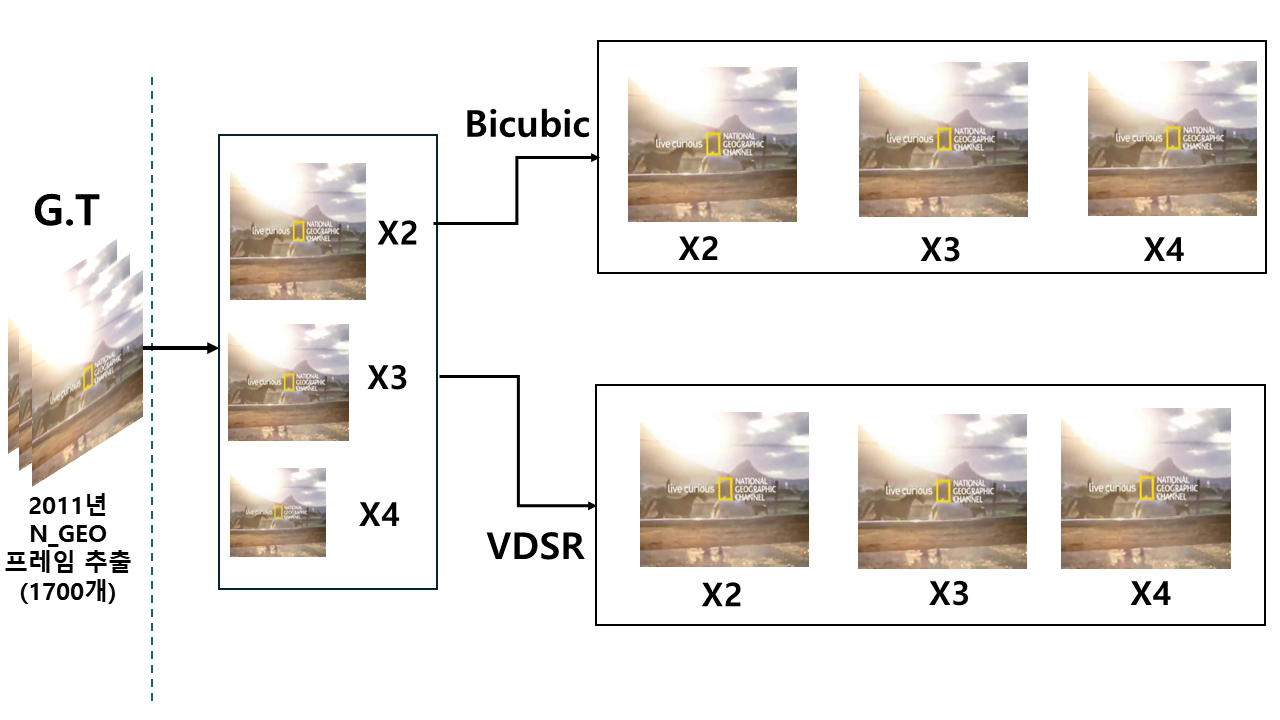 G.T
live curious NATIONAL
GEOGRAPHIC
CHANNEL
2011년
N_GEO
프레임 추출
(1700개)
live curious NATIONAL
GEOGRAPHIC
CHANNEL
X2
live curious NATIONAL
GEOGRAPHIC
CHANNEL
X3
live curious NATIONAL
GEOGRAPHIC
CHANNEL
X4
Bicubic
live curious NATIONAL
GEOGRAPHIC
CHANNEL
X2
live curious NATIONAL
GEOGRAPHIC
CHANNEL
X3
live curious NATIONAL
GEOGRAPHIC
CHANNEL
X4
VDSR
live curious NATIONAL
GEOGRAPHIC
CHANNEL
X2
live curious NATIONAL
GEOGRAPHIC
CHANNEL
X3
live curious NATIONAL
GEOGRAPHIC
CHANNEL
X4